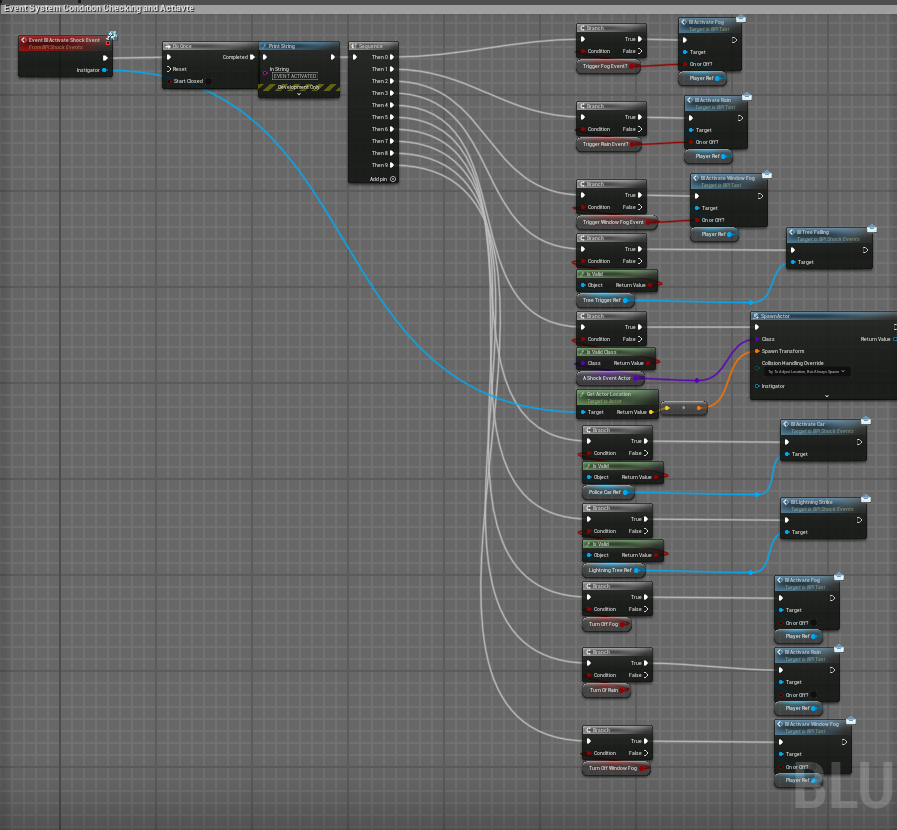 Event System Condition Checking and Actiavte
Event BI Activate Shock Event
From BPI Shock Event
Instigator
Do Once
Completed
Reset
Start Closed
Print String
In String
EVENT ACTIVATED
Development Only
Sequence
Then 0
Then 1
Then 2
Then 3
Then 4
Then 5
Then 6
Then 7
Then 8
Then 9
Add pin
Branch
True
Condition
False
Trigger Fog Event?
BI Activate Fog
Target is BPI Taxi
Target
On or Off?
Player Ref
Branch
True
Condition
False
Trigger Rain Event?
BI Activate Rain
Target is BPI Taxi
Target
On or Off?
Player Ref
Branch
True
Condition
False
Trigger Window Fog Event
BI Activate Window Fog
Target is BPI Taxi
Target
On or Off?
Player Ref
Branch
True
Condition
False
Is Valid
Object
Return Value
Tree Trigger Ref
BI Tree Falling
Target is BPI Shock Events
Target
Branch
True
Condition
False
Is Valid Class
Class
Return Value
A Shock Event Actor
Get Actor Location
Target is Actor
Target
Return Value
SpawnActor
Class
Return Value
Spawn Transform
Collision Handling Override
Try To Adjust Location, But Always Spawn
Instigator
Branch
True
Condition
False
Is Valid
Object
Return Value
Police Car Ref
BI Activate Car
Target is BPI Shock Events
Target
Branch
True
Condition
False
Is Valid
Object
Return Value
Lightning Tree Ref
BI Lightning Strike
Target is BPI Shock Events
Target
Branch
True
Condition
False
Turn Off Fog
BI Activate Fog
Target is BPI Taxi
Target
On or Off?
Player Ref
Branch
True
Condition
False
Turn Of Rain
BI Activate Rain
Target is BPI Taxi
Target
On or Off?
Player Ref
Branch
True
Condition
False
Turn Off Window Fog
BI Activate Window Fog
Target is BPI Taxi
Target
On or Off?
Player Ref
BLU